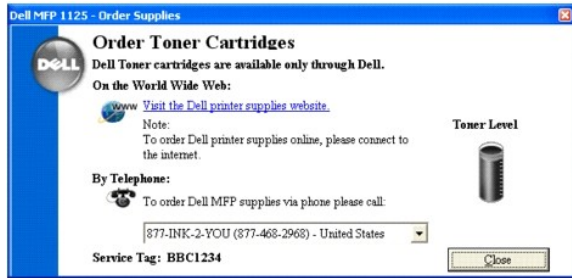 Dell MFP 1125 - Order Supplies
DELL
Order Toner Cartridges
Dell Toner cartridges are available only through Dell.
On the World Wide Web:
www Visit the Dell printer supplies website.
Note:
To order Dell printer supplies online, please connect to
the internet.
Toner Level
By Telephone:
To order Dell MFP supplies via phone please call:
877-INK-2-YOU (877-468-2968) - United States
Service Tag: BBC1234
Close